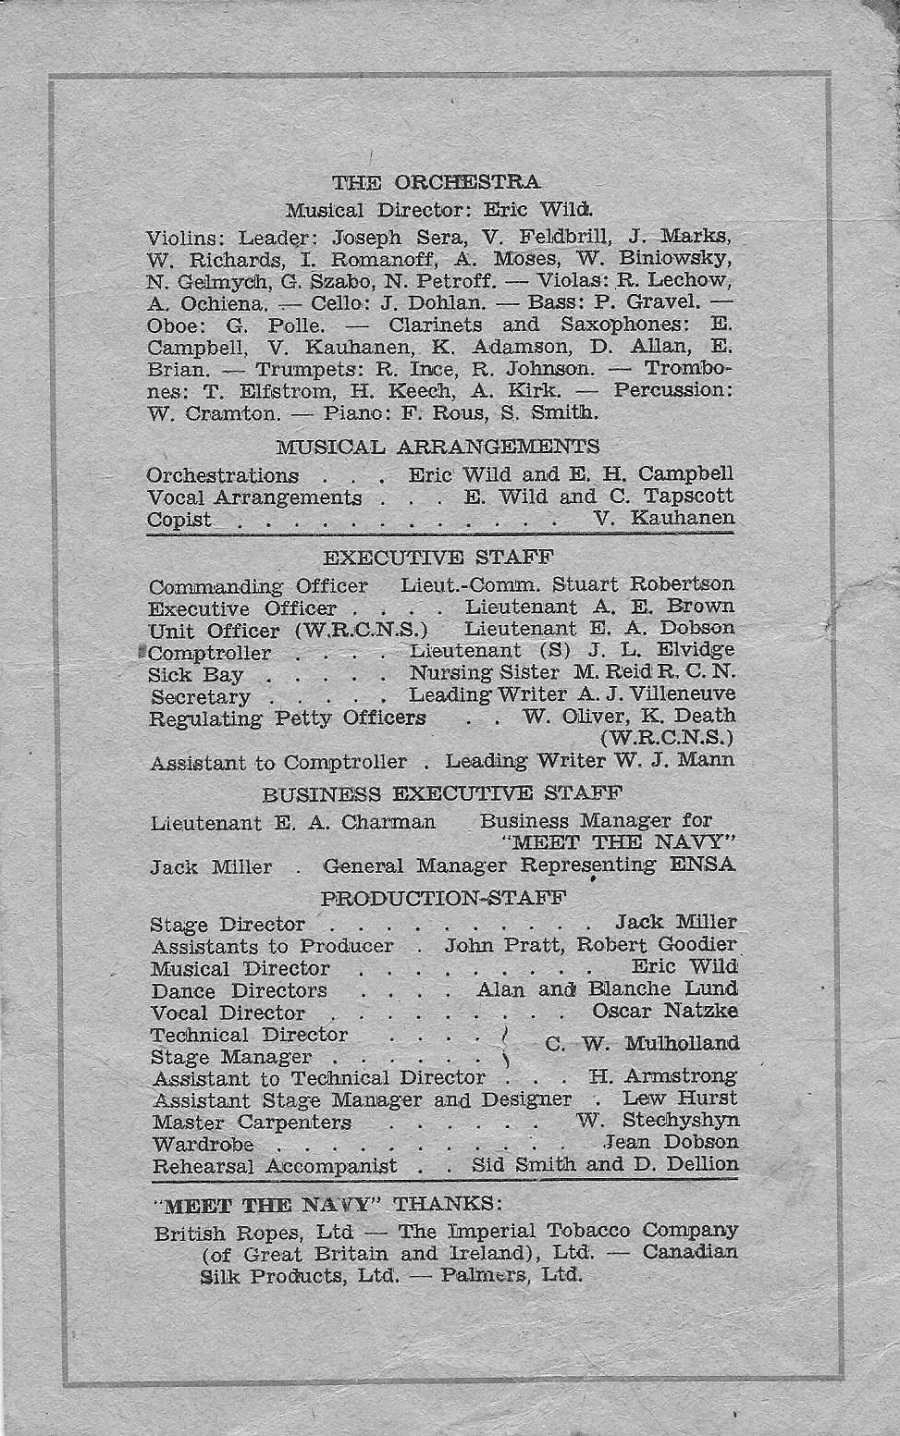 THE ORCHESTRA
Musical Director: Eric Wild.
Violins: Leader: Joseph Sera, V. Feldbrill, J. Marks,
W. Richards, I. Romanoff, A. Moses, W. Biniowsky,
N. Gelmych, G. Szabo, N. Petroff. — Violas: R. Lechow,
A. Ochiena. — Cello: J. Dohlan. — Bass: P. Gravel. —
Oboe: G. Polle. — Clarinets and Saxophones: E.
Campbell, V. Kauhanen, K. Adamson, D. Allan, E.
Brian. — Trumpets: R. Ince, R. Johnson. — Trombo-
nes: T. Elfstrom, H. Keech, A. Kirk. — Percussion:
W. Cramton. — Piano: F. Rous, S. Smith.
MUSICAL ARRANGEMENTS
Orchestrations . . . Eric Wild and E. H. Campbell
Vocal Arrangements . . . E. Wild and C. Tapscott
Copist . . . . . . . . . . . . V. Kauhanen
EXECUTIVE STAFF
Commanding Officer Lieut.-Comm. Stuart Robertson
Executive Officer . . . . Lieutenant A. E. Brown
Unit Officer (W.R.C.N.S.) Lieutenant E. A. Dobson
Comptroller . . . . Lieutenant (S) J. L. Elvidge
Sick Bay . . . . . Nursing Sister M. Reid R. C. N.
Secretary . . . . . Leading Writer A. J. Villeneuve
Regulating Petty Officers . . W. Oliver, K. Death
(W.R.C.N.S.)
Assistant to Comptroller . Leading Writer W. J. Mann
BUSINESS EXECUTIVE STAFF
Lieutenant E. A. Charman Business Manager for
"MEET THE NAVY"
Jack Miller . General Manager Representing ENSA
PRODUCTION-STAFF
Stage Director . . . . . . . . . . Jack Miller
Assistants to Producer . John Pratt, Robert Goodier
Musical Director . . . . . . . . . Eric Wild
Dance Directors . . . . Alan and Blanche Lund
Vocal Director . . . . . . . . . Oscar Natzke
Technical Director . . . . } C. W. Mulholland
Stage Manager . . . . . .
Assistant to Technical Director . . . H. Armstrong
Assistant Stage Manager and Designer . Lew Hurst
Master Carpenters . . . . . . W. Stechyshyn
Wardrobe . . . . . . . . . . . Jean Dobson
Rehearsal Accompanist . . Sid Smith and D. Dellion
"MEET THE NAVY" THANKS:
British Ropes, Ltd — The Imperial Tobacco Company
(of Great Britain and Ireland), Ltd. — Canadian
Silk Products, Ltd. — Palmers, Ltd.